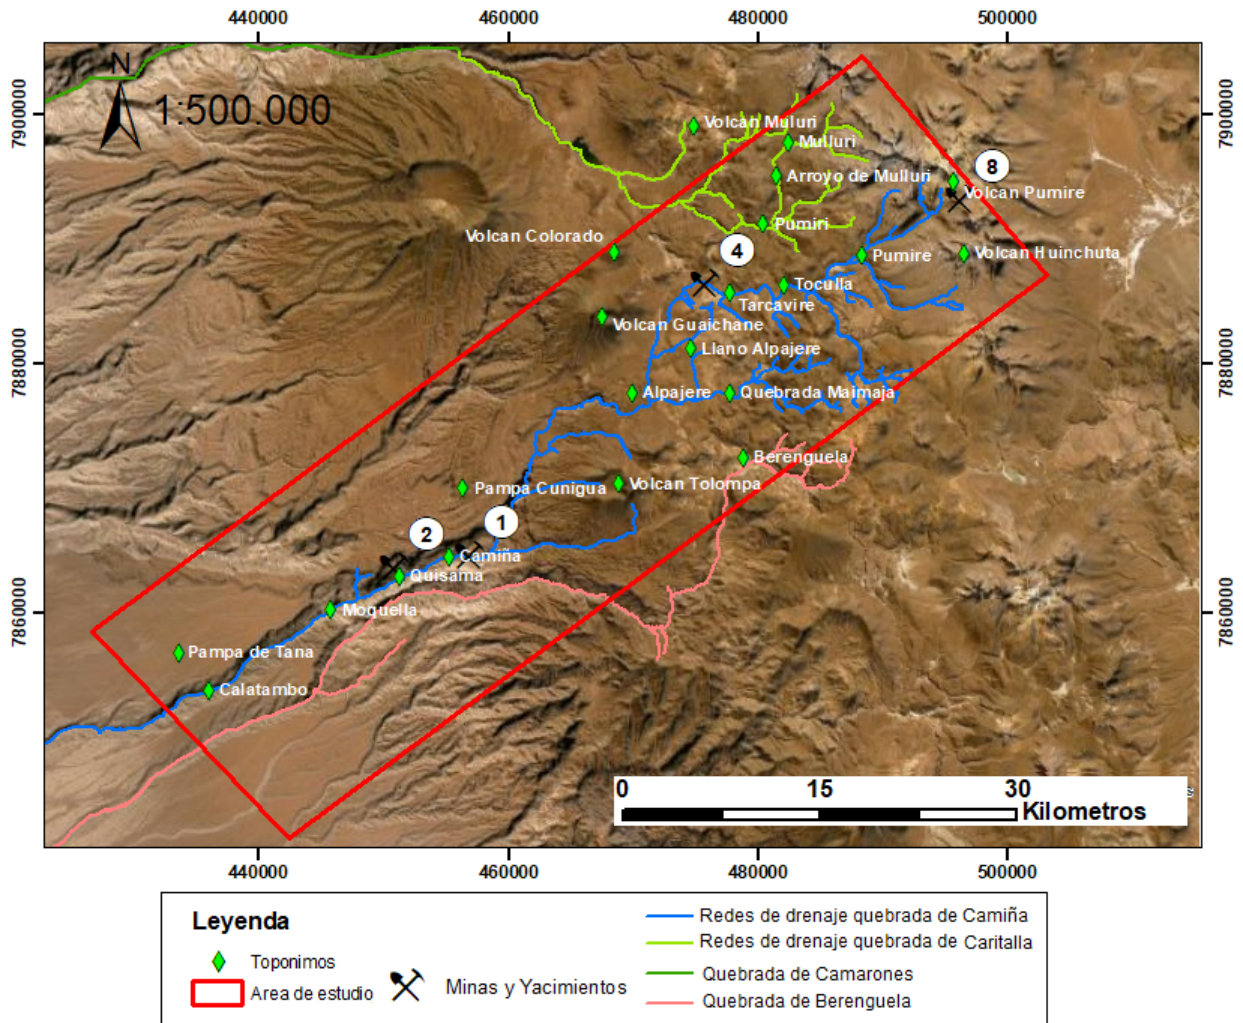 440000 460000 480000 500000
N
1:500.000
7900000 7900000
Volcan Muluri
Mulluri
8
Arroyo de Mulluri
Volcan Pumire
Pumiri
Volcan Colorado
4
Pumire
Volcan Huinchuta
Toculla
Tarcavire
Volcan Guaichane
Llano Alpajere
7880000 7880000
Alpajere
Quebrada Maimaja
Berenguela
Volcan Tolompa
Pampa Cunigua
1
2
Camiña
Quisama
Moquella
7860000 7860000
Pampa de Tana
Calatambo
0 15 30
Kilometros
440000 460000 480000 500000
Leyenda
Toponimos
Area de estudio
Minas y Yacimientos
Redes de drenaje quebrada de Camiña
Redes de drenaje quebrada de Caritalla
Quebrada de Camarones
Quebrada de Berenguela